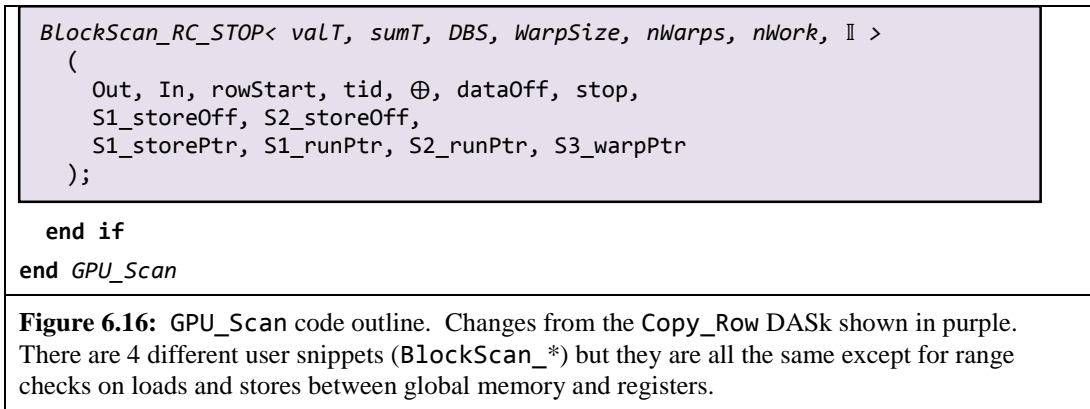 BlockScan_RC_STOP< valT, sumT, DBS, WarpSize, nWarps, nWork, 𝕀 >
(
Out, In, rowStart, tid, ⊕, dataOff, stop,
S1_storeOff, S2_storeOff,
S1_storePtr, S1_runPtr, S2_runPtr, S3_warpPtr
);
end if
end GPU_Scan
Figure 6.16: GPU_Scan code outline. Changes from the Copy_Row DASk shown in purple.
There are 4 different user snippets (BlockScan_*) but they are all the same except for range
checks on loads and stores between global memory and registers.